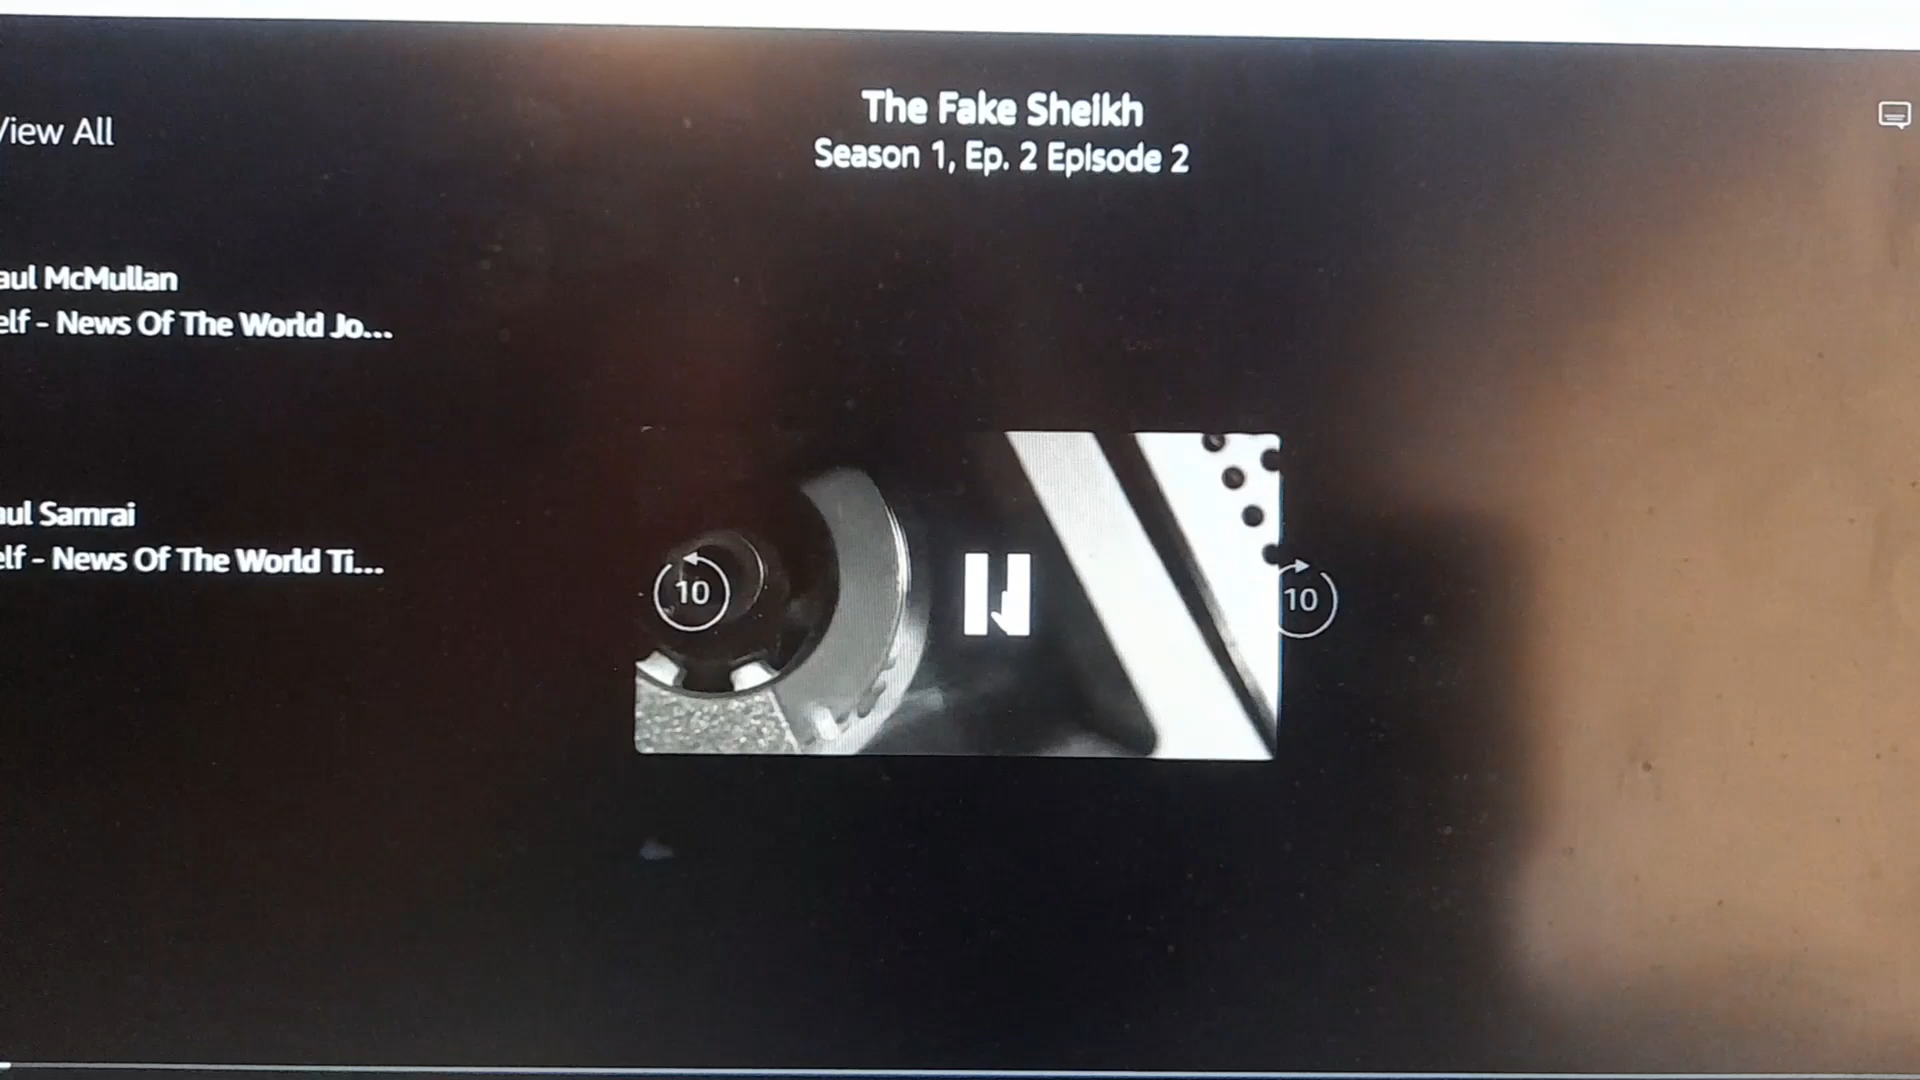 The Fake Sheikh
Season 1, Ep. 2 Episode 2
View All
aul McMullan
elf - News Of The World Jo...
aul Samrai
elf - News Of The World Ti...
10
10